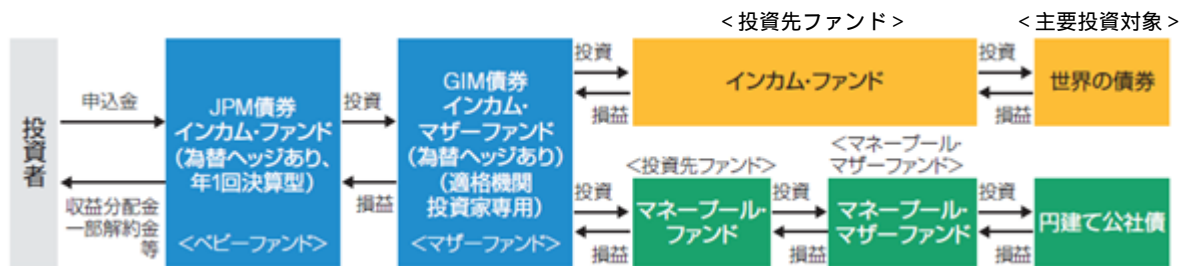 <投資先ファンド>
<主要投資対象>
投資者
申込金
収益分配金
一部解約金
等
JPM債券
インカム・ファンド
(為替ヘッジあり、
年1回決算型)
<ベビーファンド>
投資
損益
GIM債券
インカム・
マザーファンド
(為替ヘッジあり)
(適格機関
投資家専用)
<マザーファンド>
投資
損益
インカム・ファンド
投資
損益
世界の債券
投資
損益
<投資先ファンド>
マネープール・
ファンド
投資
損益
<マネープール・
マザーファンド>
マネープール・
マザーファンド
投資
損益
円建て公社債